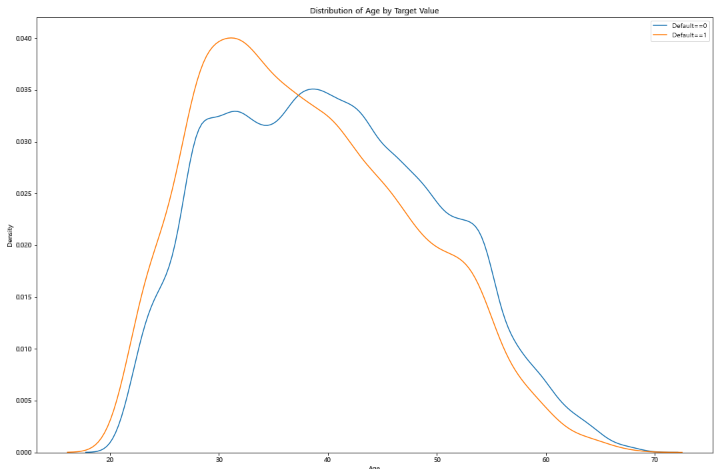 Distribution of Age by Target Value
Default==0
Default==1
0.040
0.035
0.030
0.025
0.020
0.015
0.010
0.005
0.000
Density
20 30 40 50 60 70
Age